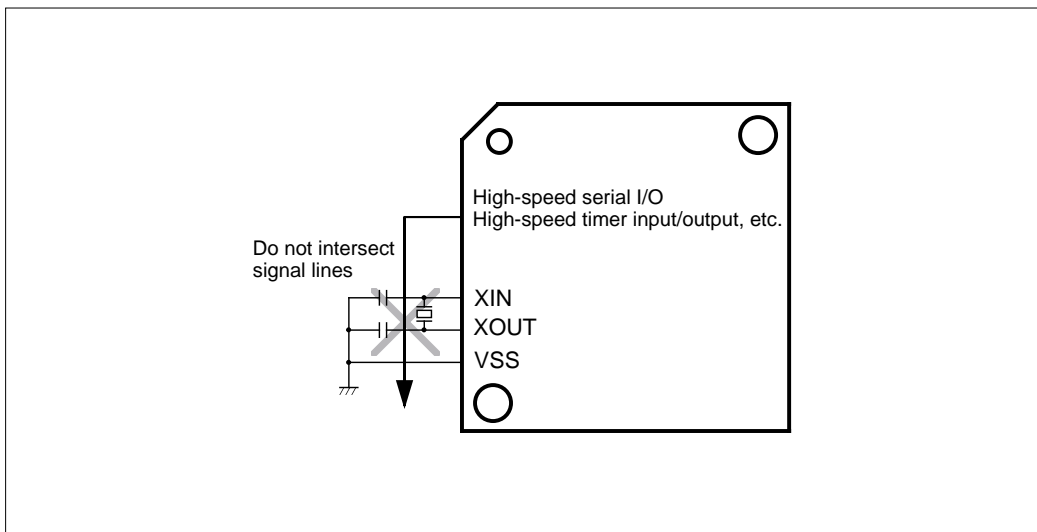 High-speed serial I/O
High-speed timer input/output, etc.
Do not intersect
signal lines
XIN
XOUT
VSS